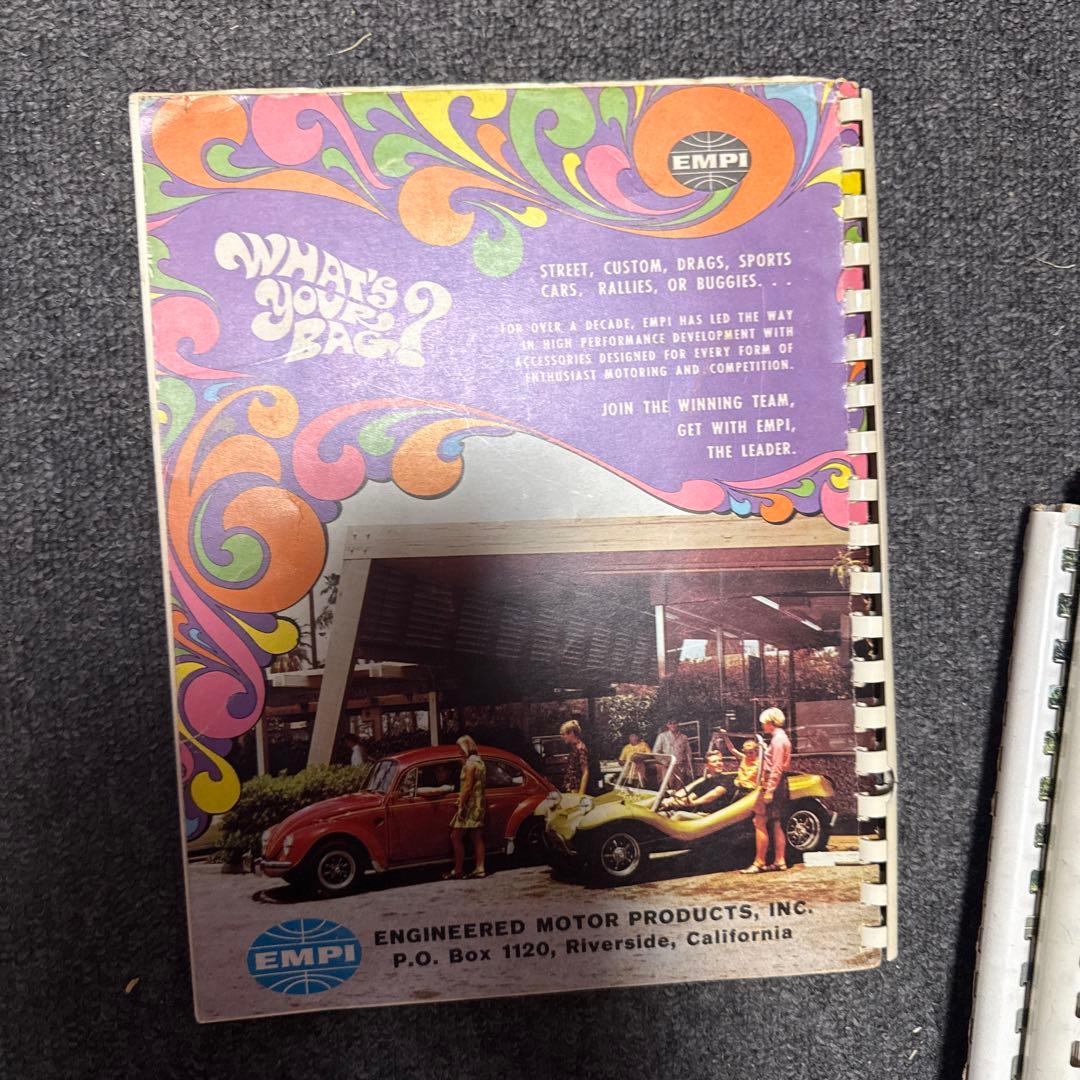 EMPI
WHAT'S
YOUR
BAG?
STREET, CUSTOM, DRAGS, SPORTS
CARS, RALLIES, OR BUGGIES. . .
FOR OVER A DECADE, EMPI HAS LED THE WAY
IN HIGH PERFORMANCE DEVELOPMENT WITH
ACCESSORIES DESIGNED FOR EVERY FORM OF
ENTHUSIAST MOTORING AND COMPETITION.
JOIN THE WINNING TEAM,
GET WITH EMPI,
THE LEADER.
EMPI
ENGINEERED MOTOR PRODUCTS, INC.
P.O. Box 1120, Riverside, California